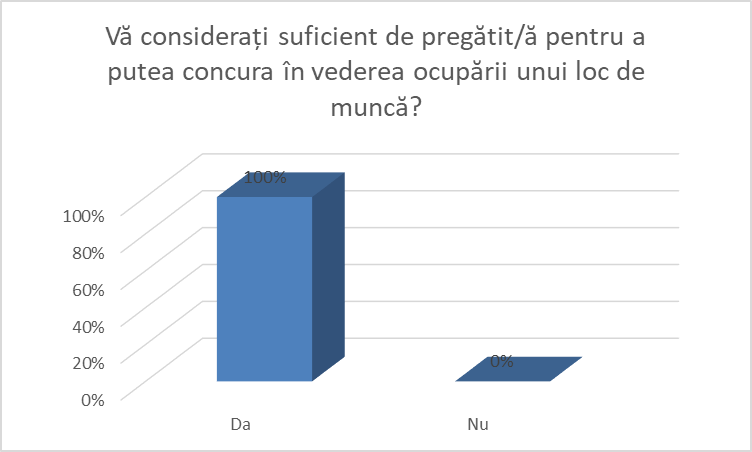 Vă considerați suficient de pregătit/ă pentru a
putea concura în vederea ocupării unui loc de
muncă?
100%
100%
80%
60%
40%
20%
0%
0%
Da
Nu